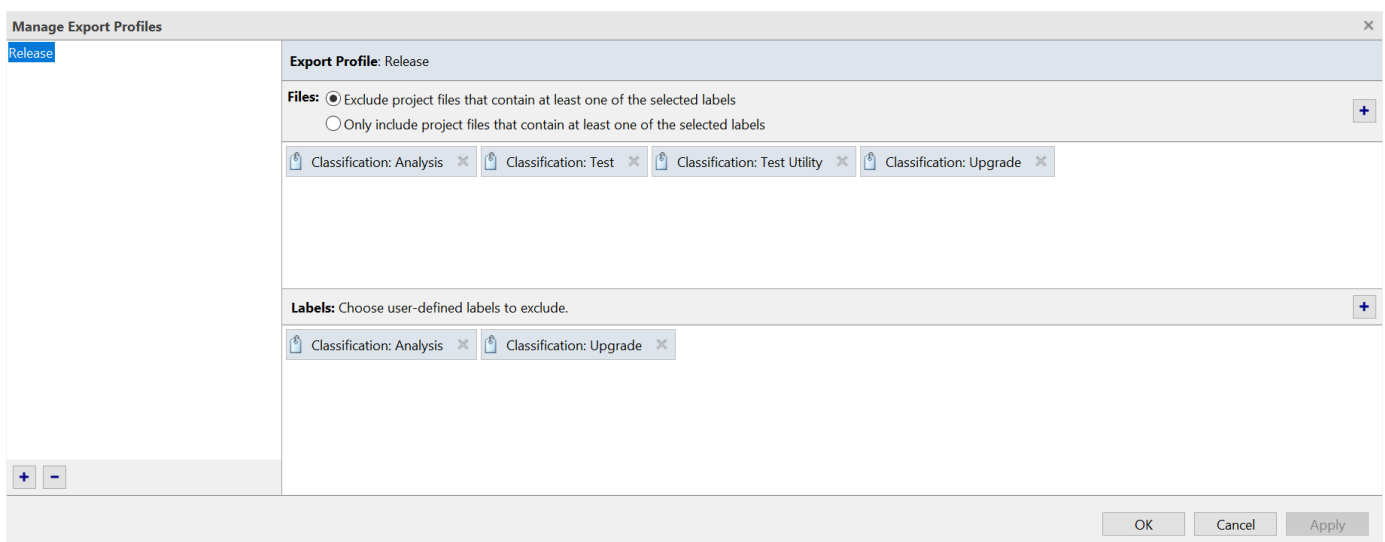 Manage Export Profiles
Release
Export Profile: Release
Files: Exclude project files that contain at least one of the selected labels
Only include project files that contain at least one of the selected labels
Classification: Analysis Classification: Test Classification: Test Utility Classification: Upgrade
Labels: Choose user-defined labels to exclude.
Classification: Analysis Classification: Upgrade
OK Cancel Apply